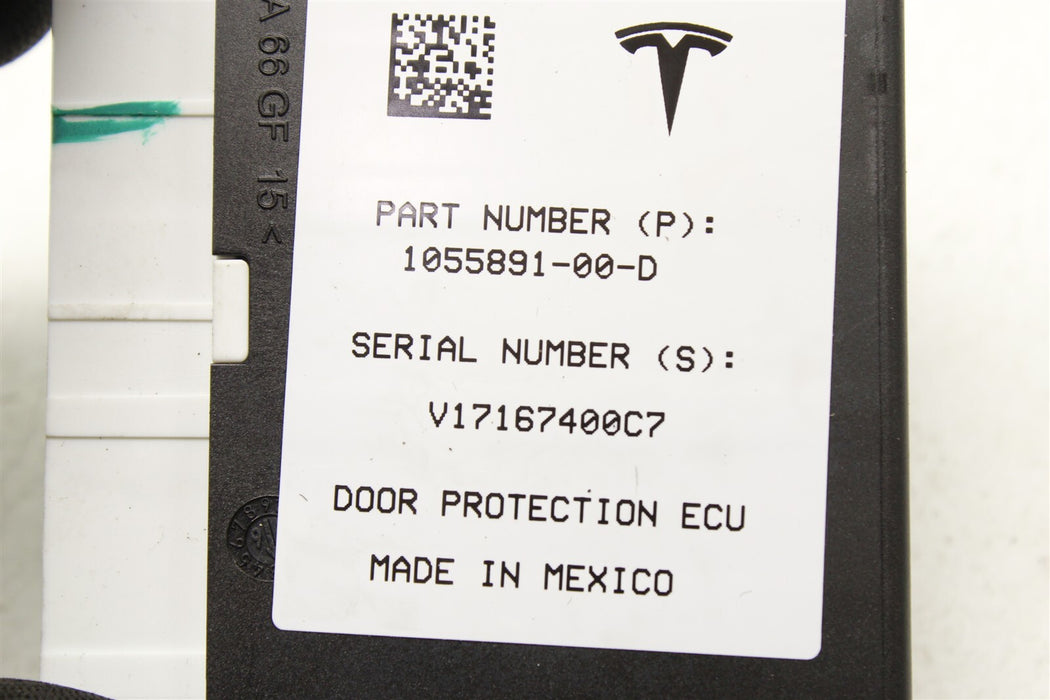 A 66 GF 15 <
PART NUMBER (P):
1055891-00-D
SERIAL NUMBER (S):
V17167400C7
DOOR PROTECTION ECU
MADE IN MEXICO